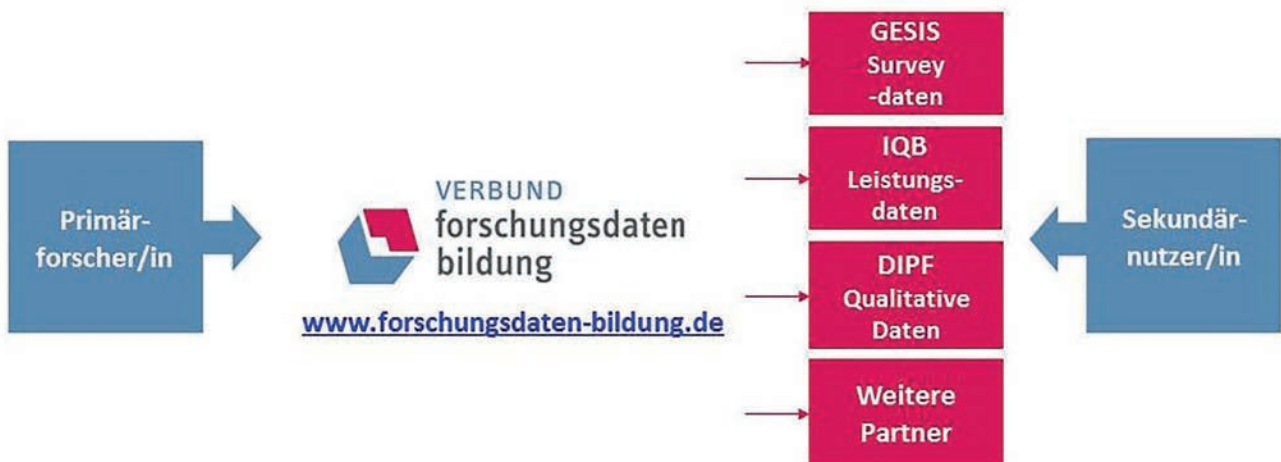 Primär-
forscher/in
VERBUND
forschungsdaten
bildung
www.forschungsdaten-bildung.de
GESIS
Survey
-daten
IQB
Leistungs-
daten
DIPF
Qualitative
Daten
Weitere
Partner
Sekundär-
nutzer/in